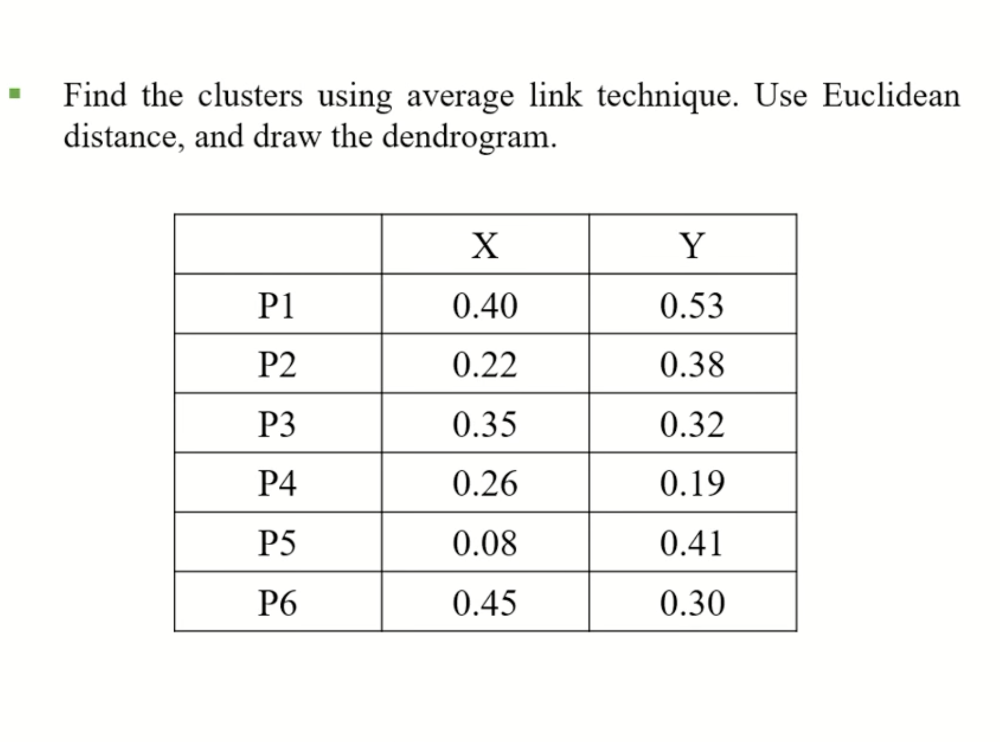 Find the clusters using average link technique. Use Euclidean
distance, and draw the dendrogram.
X Y
P1 0.40 0.53
P2 0.22 0.38
P3 0.35 0.32
P4 0.26 0.19
P5 0.08 0.41
P6 0.45 0.30